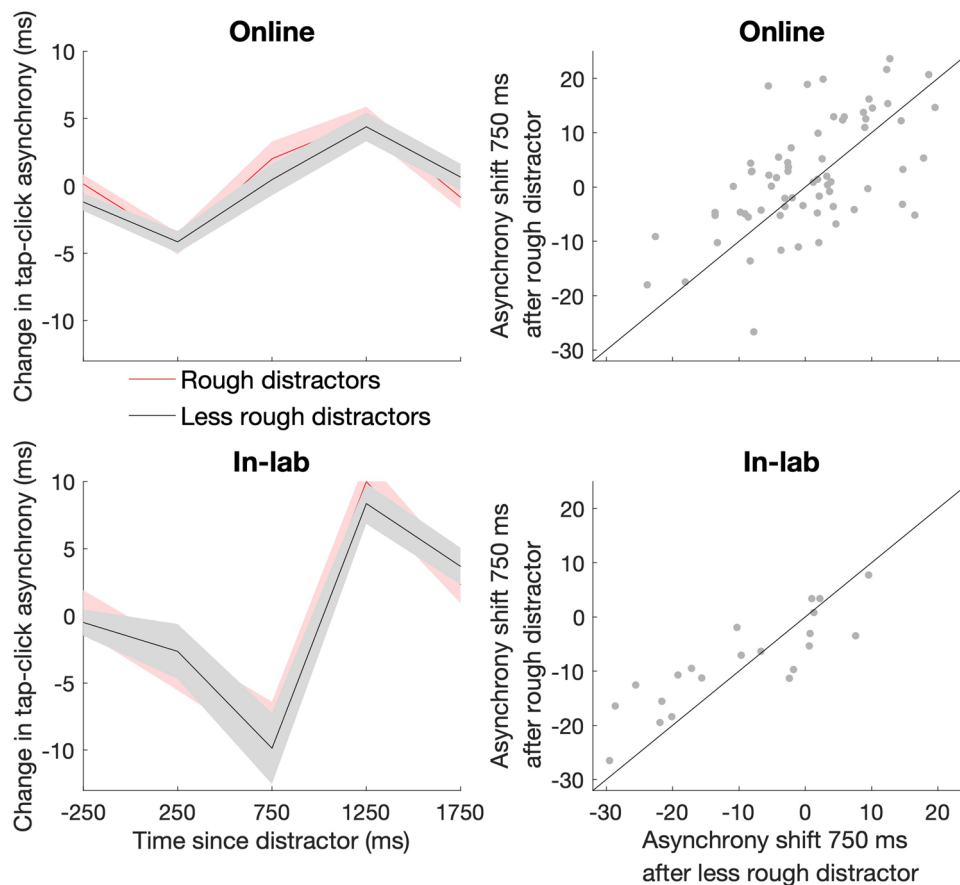 Online
Change in tap-click asynchrony (ms)
10
5
0
-5
-10
Online
Asynchrony shift 750 ms
after rough distractor
20
10
0
-10
-20
-30
Rough distractors
Less rough distractors
In-lab
Change in tap-click asynchrony (ms)
10
5
0
-5
-10
-250
250
750
1250
1750
Time since distractor (ms)
In-lab
Asynchrony shift 750 ms
after rough distractor
20
10
0
-10
-20
-30
-30
-20
-10
0
10
20
Asynchrony shift 750 ms
after less rough distractor